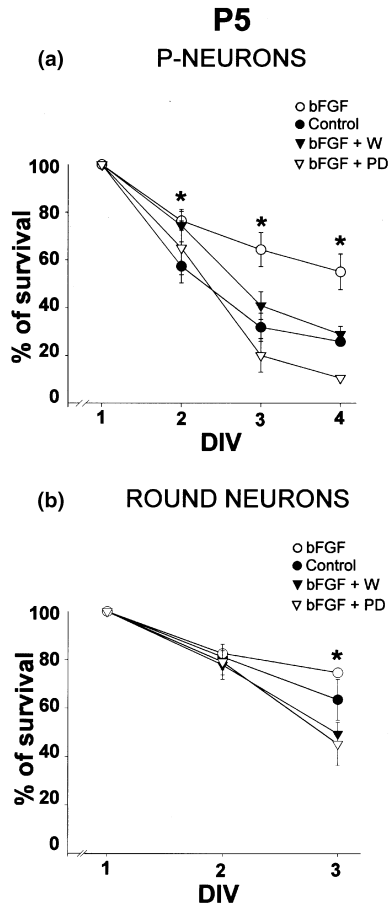 P5
(a) P-NEURONS
bFGF
Control
bFGF + W
bFGF + PD
% of survival
100
80
60
40
20
0
* * *
1 2 3 4
DIV
(b) ROUND NEURONS
bFGF
Control
bFGF + W
bFGF + PD
% of survival
100
80
60
40
20
0
*
1 2 3
DIV